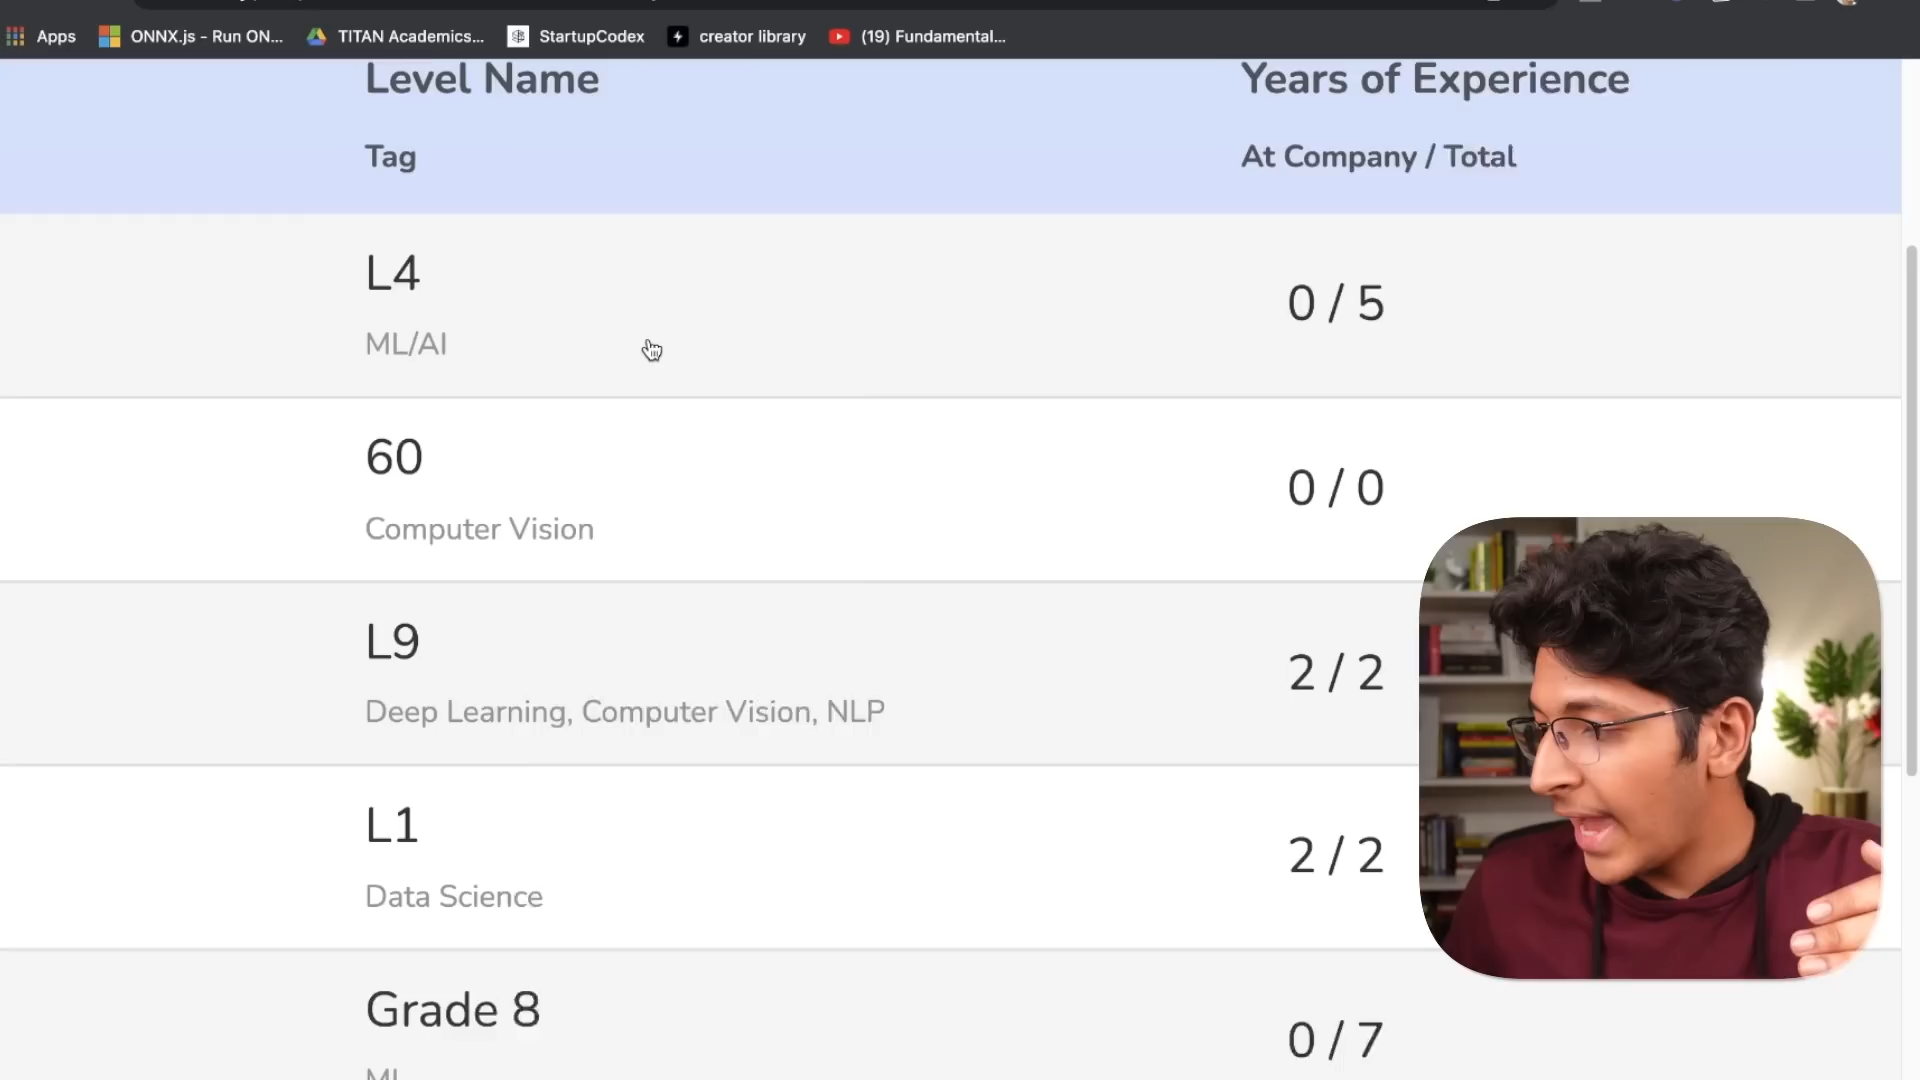 Apps
ONNX.js - Run ON...
TITAN Academics...
StartupCodex
creator library
(19) Fundamental...
Level Name
Years of Experience
Tag
At Company / Total
L4
0 / 5
ML/AI
60
0 / 0
Computer Vision
L9
2 / 2
Deep Learning, Computer Vision, NLP
L1
2 / 2
Data Science
Grade 8
0 / 7
ML